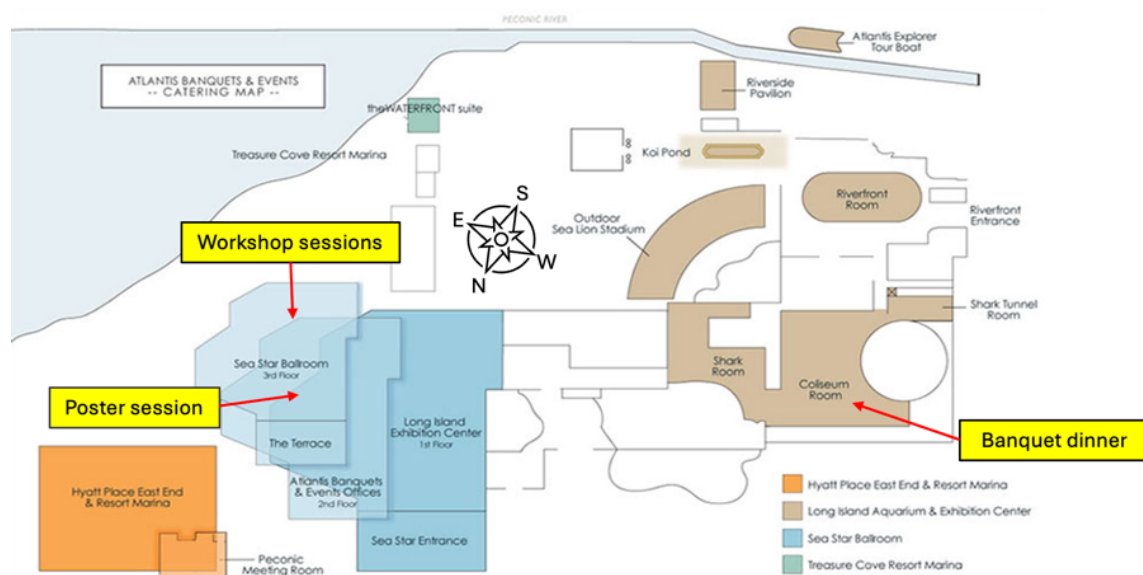 PECONIC RIVER
Atlantis Explorer
Tour Boat
ATLANTIS BANQUETS & EVENTS
-- CATERING MAP --
Riverside
Pavilion
theWATERFRONT suite
Treasure Cove Resort Marina
Koi Pond
Riverfront
Room
Riverfront
Entrance
S
E
W
N
Outdoor
Sea Lion Stadium
Workshop sessions
Shark Tunnel
Room
Sea Star Ballroom
3rd Floor
Shark
Room
Coliseum
Room
Poster session
Long Island
Exhibition Center
1st Floor
The Terrace
Banquet dinner
Atlantis Banquets
& Events Offices
2nd Floor
Hyatt Place East End
& Resort Marina
Sea Star Entrance
Peconic
Meeting Room
Hyatt Place East End & Resort Marina
Long Island Aquarium & Exhibition Center
Sea Star Ballroom
Treasure Cove Resort Marina